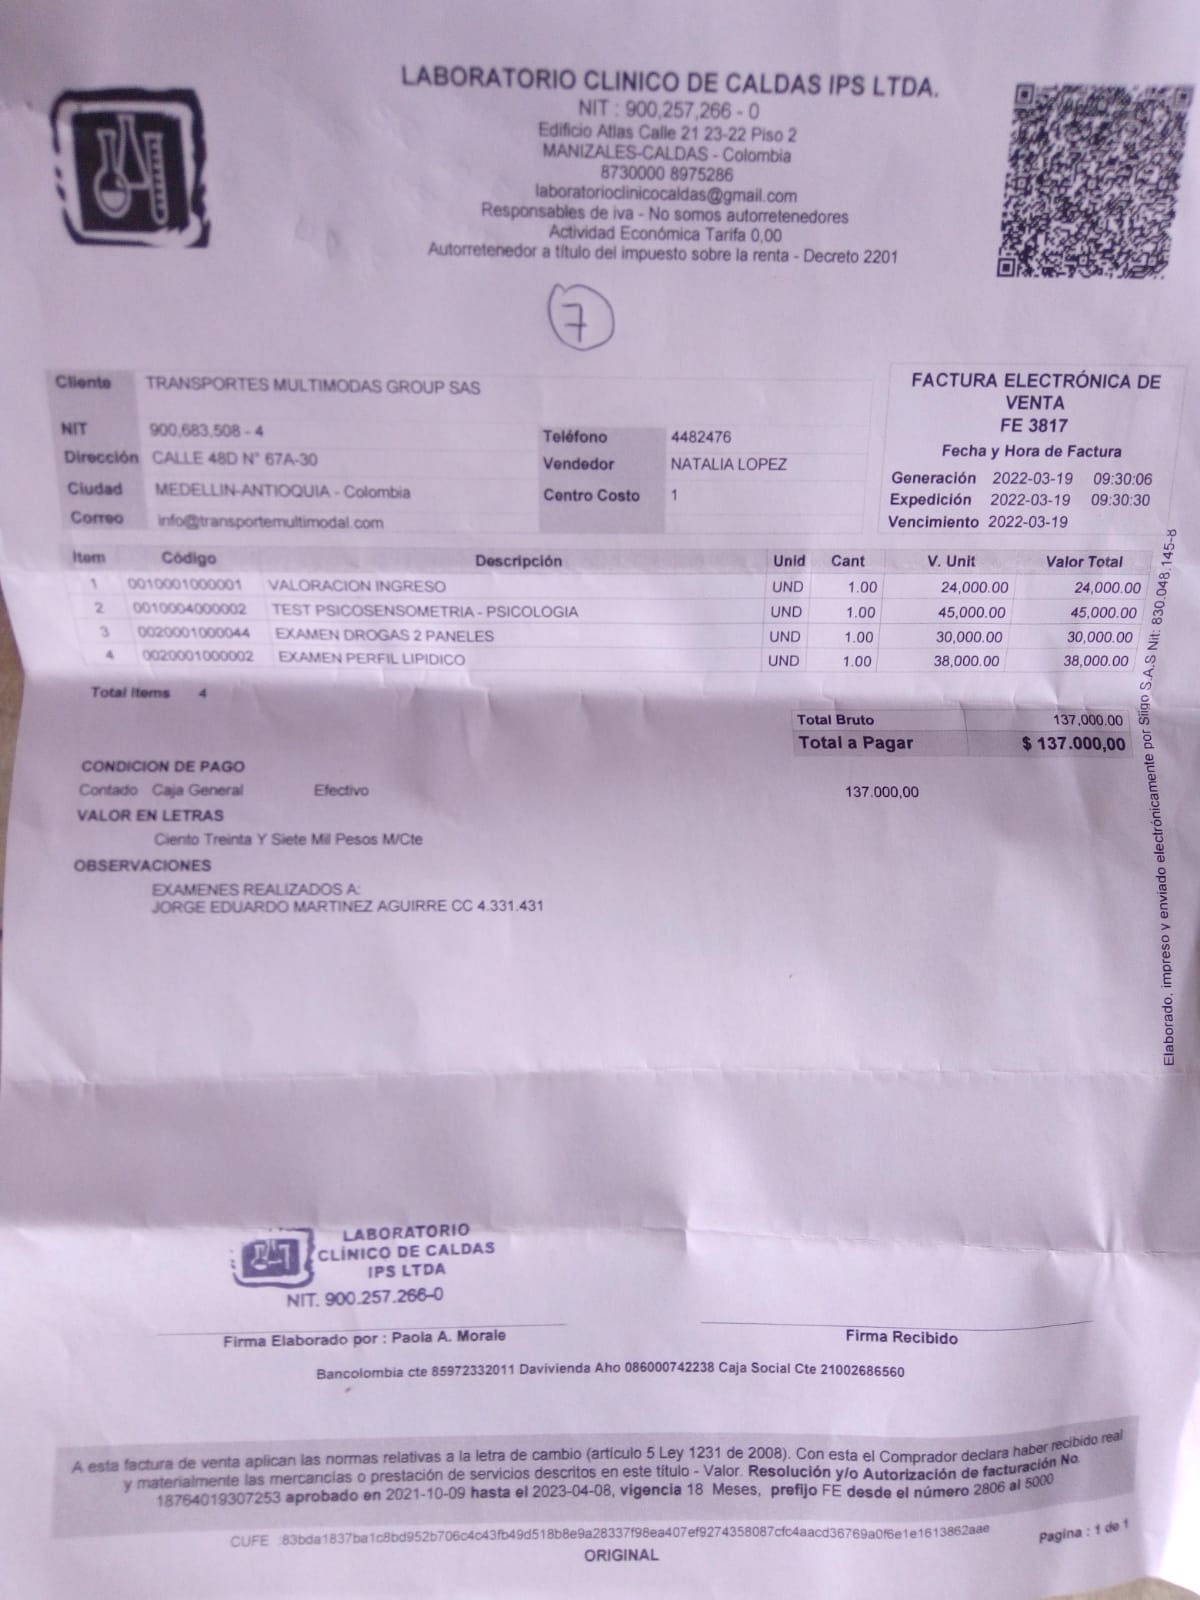 LABORATORIO CLINICO DE CALDAS IPS LTDA.
NIT : 900,257,266 - 0
Edificio Atlas Calle 21 23-22 Piso 2
MANIZALES-CALDAS - Colombia
8730000 8975286
laboratorioclinicocaldas@gmail.com
Responsables de iva - No somos autorretenedores
Actividad Económica Tarifa 0,00
Autorretenedor a título del impuesto sobre la renta - Decreto 2201
7
Cliente TRANSPORTES MULTIMODAS GROUP SAS
NIT 900,683,508 - 4
Dirección CALLE 48D N° 67A-30
Ciudad MEDELLIN-ANTIOQUIA - Colombia
Correo info@transportemultimodal.com
Teléfono 4482476
Vendedor NATALIA LOPEZ
Centro Costo 1
FACTURA ELECTRÓNICA DE
VENTA
FE 3817
Fecha y Hora de Factura
Generación 2022-03-19 09:30:06
Expedición 2022-03-19 09:30:30
Vencimiento 2022-03-19
Item Código Descripción Unid Cant V. Unit Valor Total
1 0010001000001 VALORACION INGRESO UND 1.00 24,000.00 24,000.00
2 0010004000002 TEST PSICOSENSOMETRIA - PSICOLOGIA UND 1.00 45,000.00 45,000.00
3 0020001000044 EXAMEN DROGAS 2 PANELES UND 1.00 30,000.00 30,000.00
4 0020001000002 EXAMEN PERFIL LIPIDICO UND 1.00 38,000.00 38,000.00
Total Items 4
Total Bruto 137,000.00
Total a Pagar $ 137.000,00
CONDICION DE PAGO
Contado Caja General Efectivo 137.000,00
VALOR EN LETRAS
Ciento Treinta Y Siete Mil Pesos M/Cte
OBSERVACIONES
EXAMENES REALIZADOS A:
JORGE EDUARDO MARTINEZ AGUIRRE CC 4.331.431
Elaborado, impreso y enviado electrónicamente por Siigo S.A.S Nit: 830.048.145-8
LABORATORIO
CLÍNICO DE CALDAS
IPS LTDA
NIT. 900.257.266-0
Firma Elaborado por : Paola A. Morale
Firma Recibido
Bancolombia cte 85972332011 Davivienda Aho 086000742238 Caja Social Cte 21002686560
A esta factura de venta aplican las normas relativas a la letra de cambio (artículo 5 Ley 1231 de 2008). Con esta el Comprador declara haber recibido real
y materialmente las mercancías o prestación de servicios descritos en este título - Valor. Resolución y/o Autorización de facturación No.
18764019307253 aprobado en 2021-10-09 hasta el 2023-04-08, vigencia 18 Meses, prefijo FE desde el número 2806 al 5000
CUFE :83bda1837ba1c8bd952b706c4c43fb49d518b8e9a28337f98ea407ef9274358087cfc4aacd36769a0f6e1e1613862aae
Pagina : 1 de 1
ORIGINAL